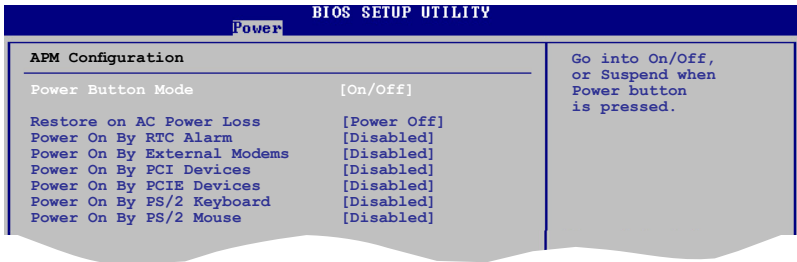 BIOS SETUP UTILITY
Power
APM Configuration
Power Button Mode [On/Off]
Restore on AC Power Loss [Power Off]
Power On By RTC Alarm [Disabled]
Power On By External Modems [Disabled]
Power On By PCI Devices [Disabled]
Power On By PCIE Devices [Disabled]
Power On By PS/2 Keyboard [Disabled]
Power On By PS/2 Mouse [Disabled]
Go into On/Off,
or Suspend when
Power button
is pressed.